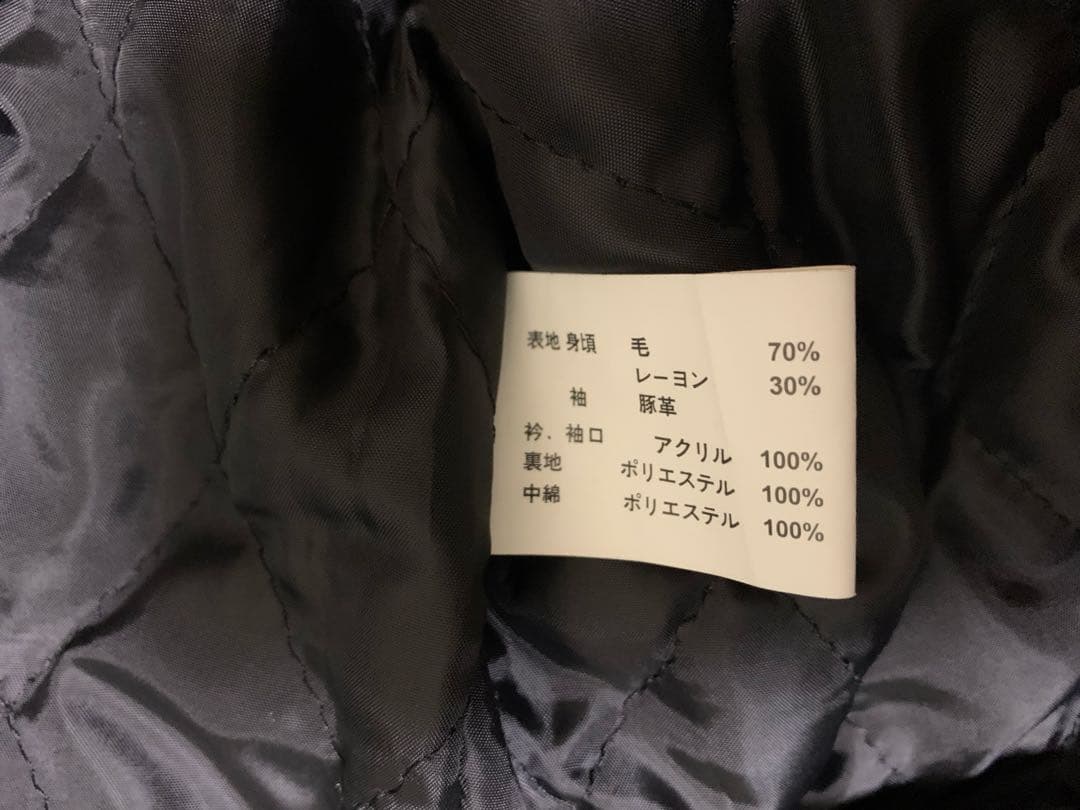 表地 身頃 毛 70%
レーヨン 30%
袖 豚革
衿、袖口 アクリル 100%
裏地 ポリエステル 100%
中綿 ポリエステル 100%